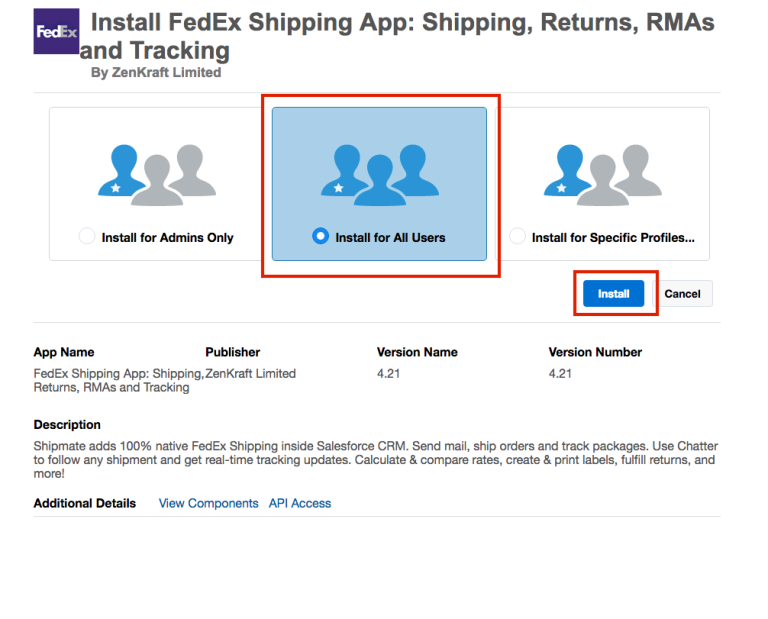 FedEx
Install FedEx Shipping App: Shipping, Returns, RMAs
and Tracking
By ZenKraft Limited
Install for Admins Only
Install for All Users
Install for Specific Profiles...
Install
Cancel
App Name
Publisher
Version Name
Version Number
FedEx Shipping App: Shipping,
Returns, RMAs and Tracking
ZenKraft Limited
4.21
4.21
Description
Shipmate adds 100% native FedEx Shipping inside Salesforce CRM. Send mail, ship orders and track packages. Use Chatter
to follow any shipment and get real-time tracking updates. Calculate & compare rates, create & print labels, fulfill returns, and
more!
Additional Details
View Components
API Access